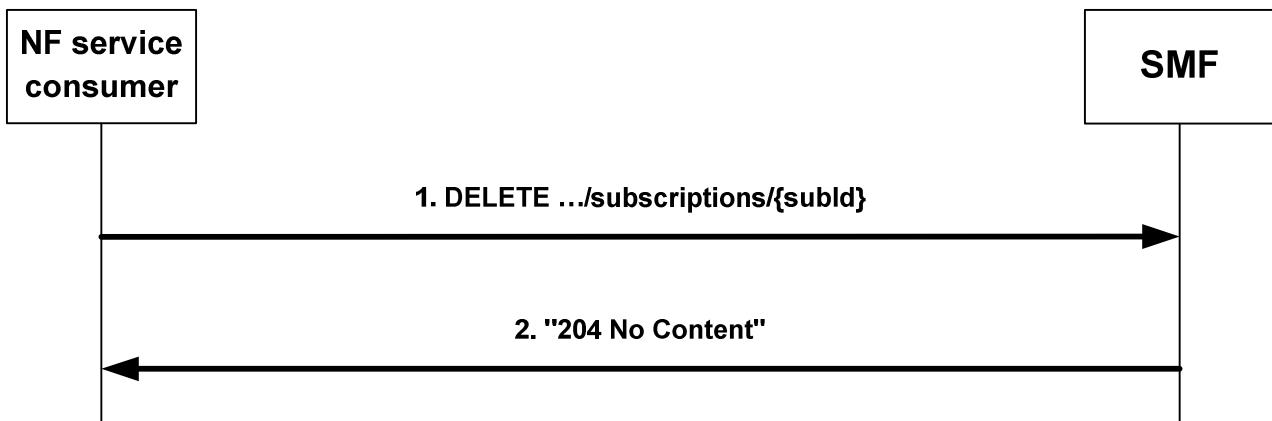 NF service
consumer
SMF
1. DELETE …/subscriptions/{subId}
2. "204 No Content"